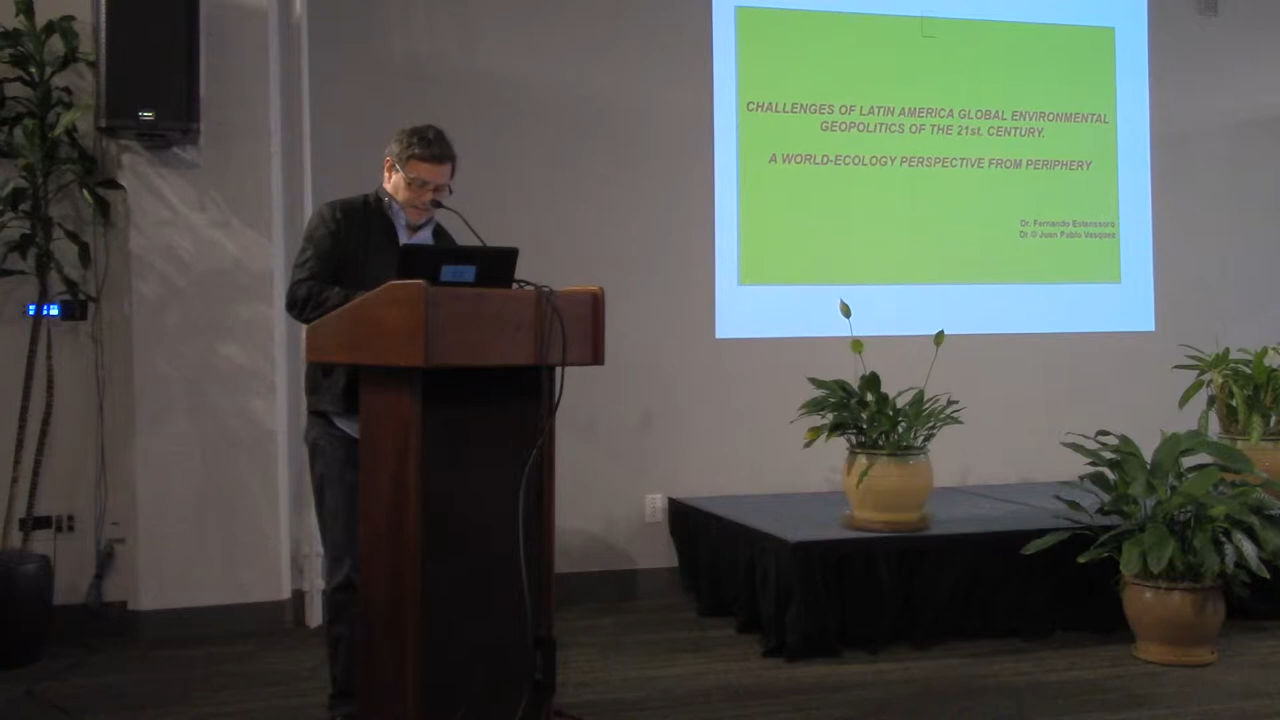 CHALLENGES OF LATIN AMERICA GLOBAL ENVIRONMENTAL
GEOPOLITICS OF THE 21st. CENTURY.
A WORLD-ECOLOGY PERSPECTIVE FROM PERIPHERY
Dr. Fernando Estenssoro
Dr © Juan Pablo Vasquez